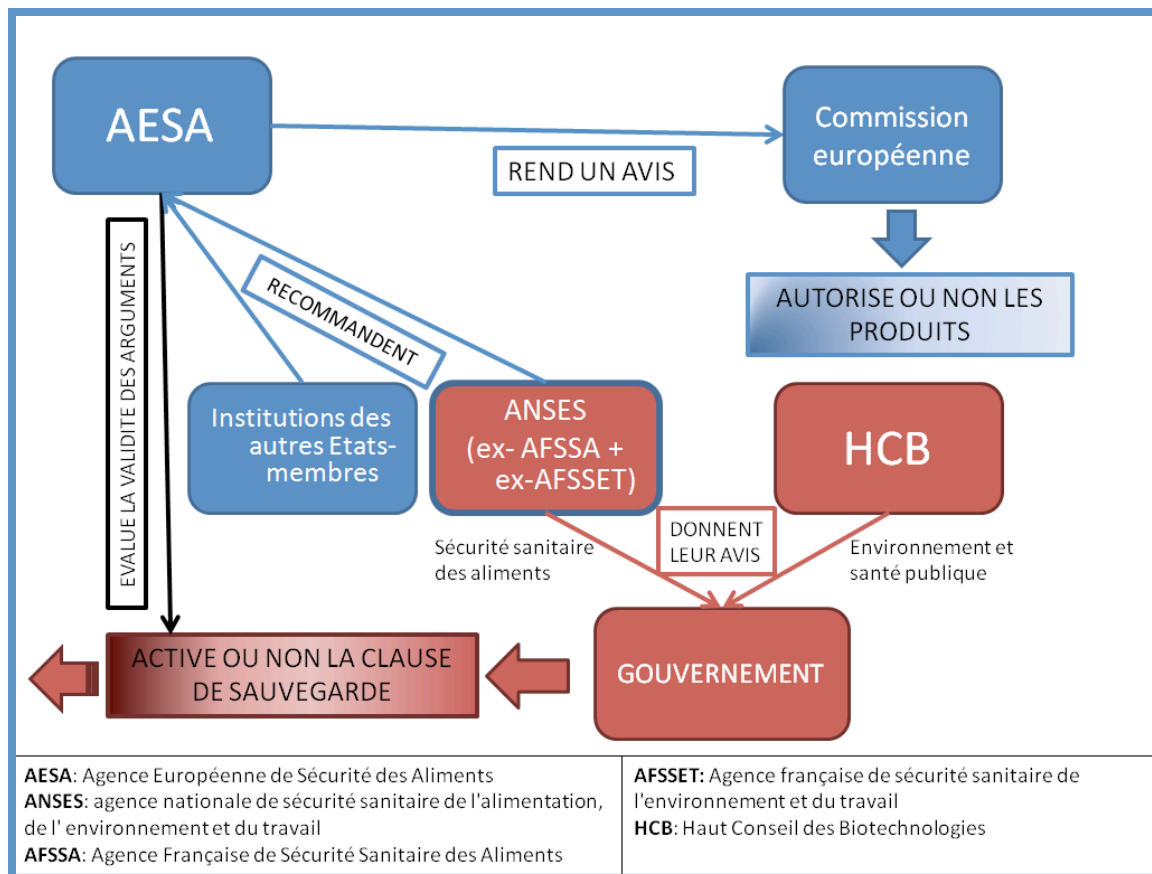 AESA
Commission
européenne
REND UN AVIS
EVALUE LA VALIDITE DES ARGUMENTS
RECOMMANDENT
AUTORISE OU NON LES
PRODUITS
Institutions des
autres Etats-
membres
ANSES
(ex- AFSSA +
ex-AFSSET)
HCB
Sécurité sanitaire
des aliments
DONNENT
LEUR AVIS
Environnement et
santé publique
ACTIVE OU NON LA CLAUSE
DE SAUVEGARDE
GOUVERNEMENT
AESA: Agence Européenne de Sécurité des Aliments
ANSES: agence nationale de sécurité sanitaire de l'alimentation,
de l' environnement et du travail
AFSSA: Agence Française de Sécurité Sanitaire des Aliments
AFSSET: Agence française de sécurité sanitaire de
l'environnement et du travail
HCB: Haut Conseil des Biotechnologies